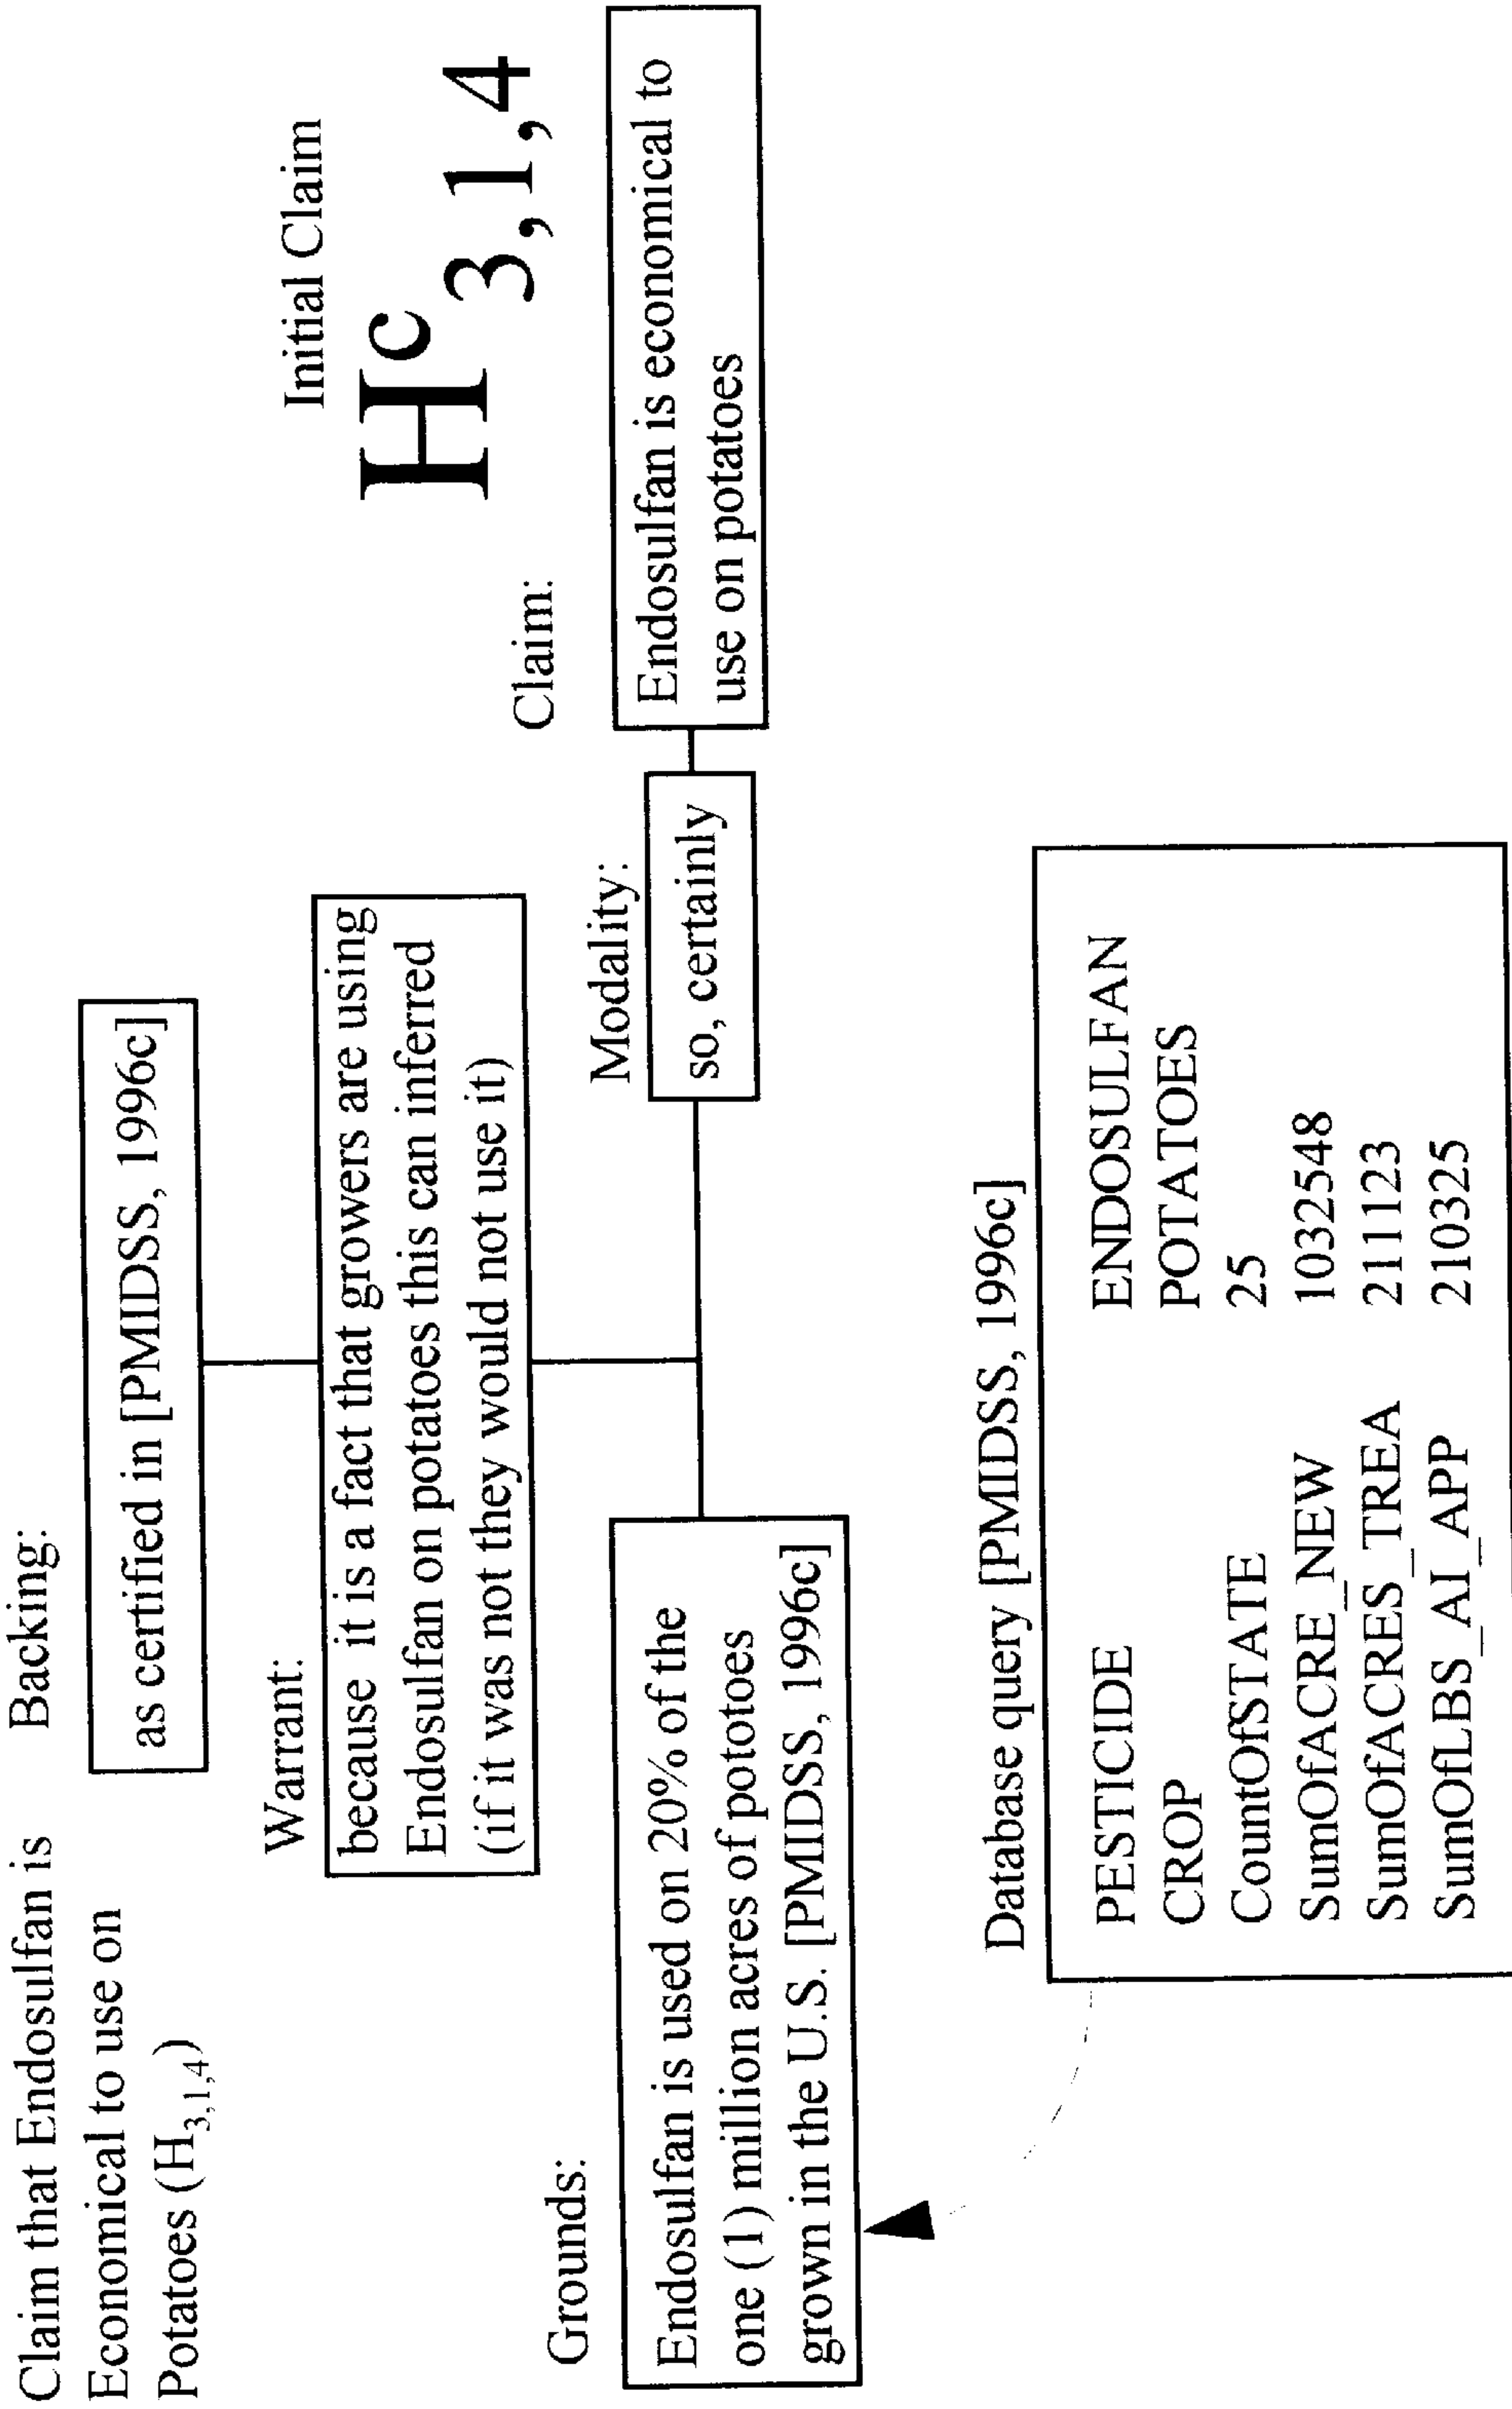 Claim that Endosulfan is
Economical to use on
Potatoes (H3,1,4)
Backing:
as certified in [PMIDSS, 1996c]
Warrant:
because it is a fact that growers are using
Endosulfan on potatoes this can inferred
(if it was not they would not use it)
Initial Claim
Hc3,1,4
Grounds:
Endosulfan is used on 20% of the
one (1) million acres of pototoes
grown in the U.S. [PMIDSS, 1996c]
Modality:
so, certainly
Claim:
Endosulfan is economical to
use on potatoes
Database query [PMIDSS, 1996c]
PESTICIDE ENDOSULFAN
CROP POTATOES
CountOfSTATE 25
SumOfACRE_NEW 1032548
SumOfACRES_TREA 211123
SumOfLBS_AI_APP 210325